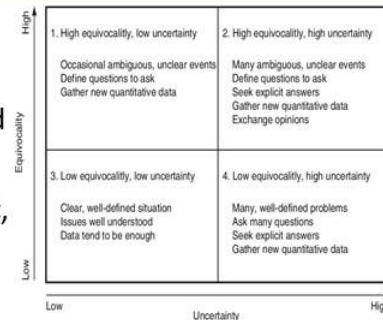 High
1. High equivocalitly, low uncertainty
Occasional ambiguous, unclear events
Define questions to ask
Gather new quantitative data
2. High equivocalitly, high uncertainty
Many ambiguous, unclear events
Define questions to ask
Seek explicit answers
Gather new quantitative data
Exchange opinions
Equivocality
3. Low equivocalitly, low uncertainty
Clear, well-defined situation
Issues well understood
Data tend to be enough
4. Low equivocalitly, high uncertainty
Many, well-defined problems
Ask many questions
Seek explicit answers
Gather new quantitative data
Low
Low
Uncertainty